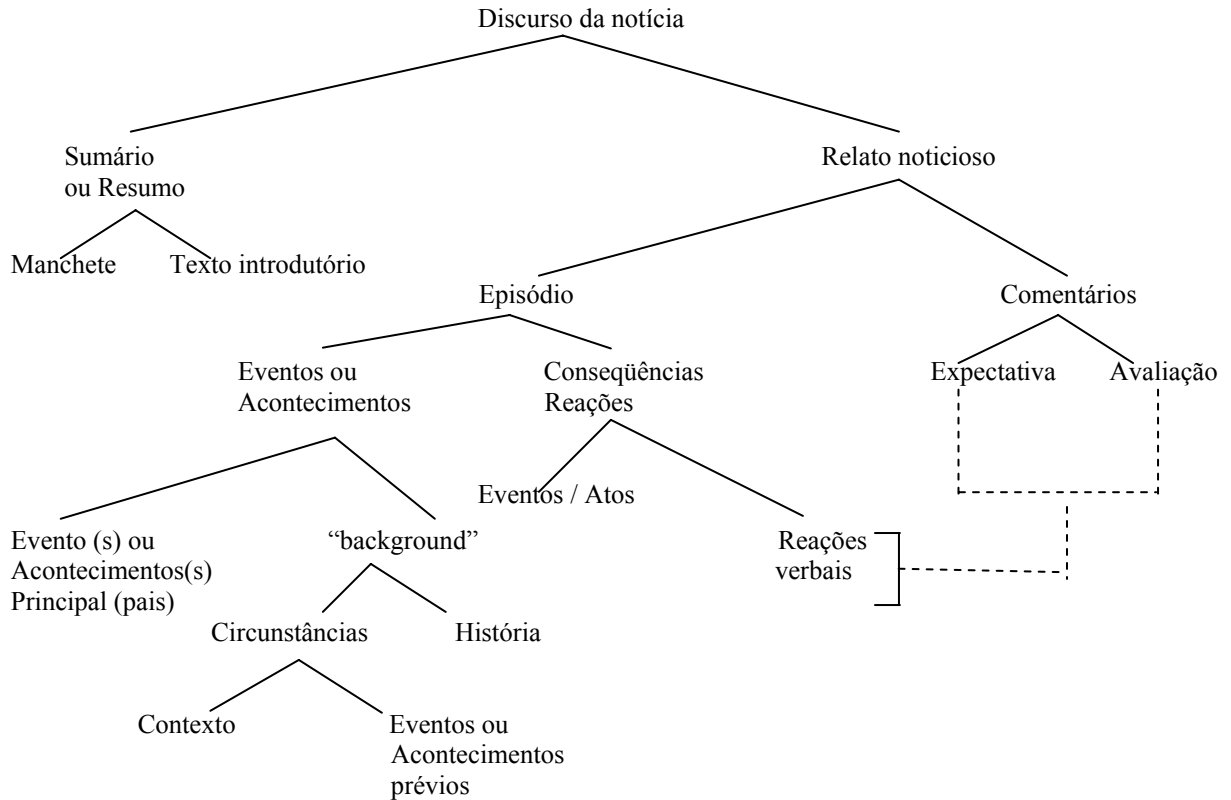 Discurso da notícia
Sumário
ou Resumo
Relato noticioso
Manchete
Texto introdutório
Episódio
Comentários
Eventos ou
Acontecimentos
Conseqüências
Reações
Expectativa
Avaliação
Eventos / Atos
Evento (s) ou
Acontecimentos(s)
Principal (pais)
“background”
Reações
verbais
Circunstâncias
História
Contexto
Eventos ou
Acontecimentos
prévios